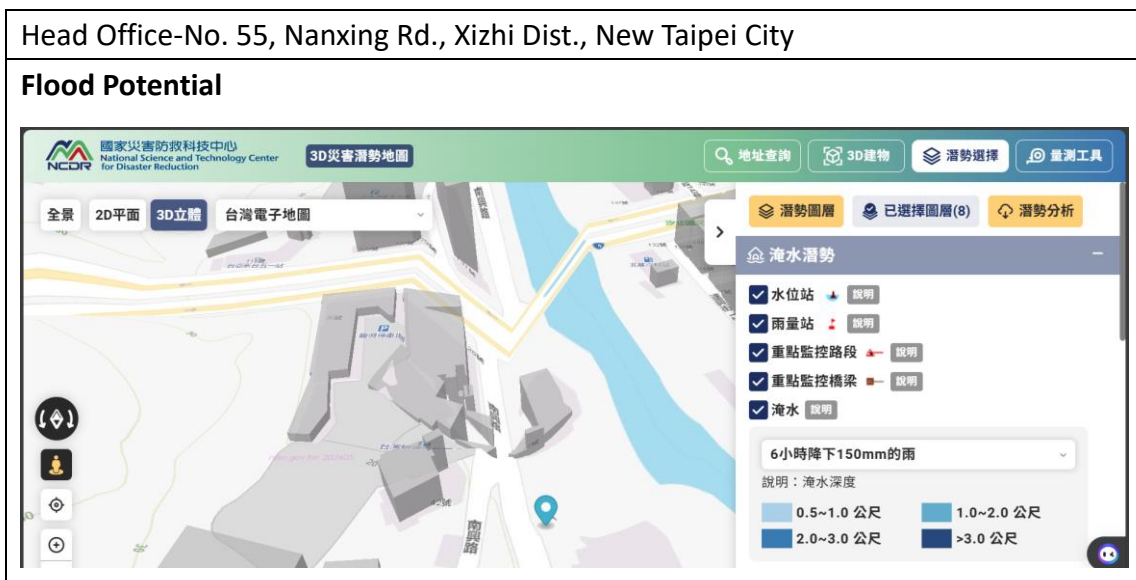 Head Office-No. 55, Nanxing Rd., Xizhi Dist., New Taipei City
Flood Potential
NCDR
國家災害防救科技中心
National Science and Technology Center
for Disaster Reduction
3D災害潛勢地圖
地址查詢
3D建物
潛勢選擇
量測工具
全景
2D平面
3D立體
台灣電子地圖
潛勢圖層
已選擇圖層(8)
潛勢分析
淹水潛勢
水位站 說明
雨量站 說明
重點監控路段 說明
重點監控橋梁 說明
淹水 說明
6小時降下150mm的雨
說明：淹水深度
0.5~1.0 公尺
1.0~2.0 公尺
2.0~3.0 公尺
>3.0 公尺
南興路